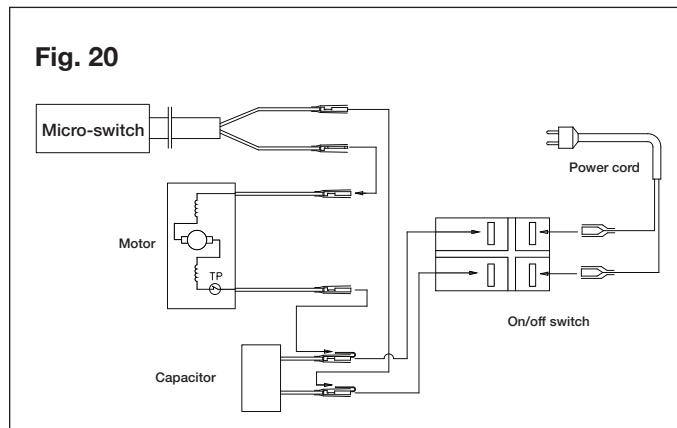 Fig. 20
Micro-switch
Power cord
Motor
TP
On/off switch
Capacitor